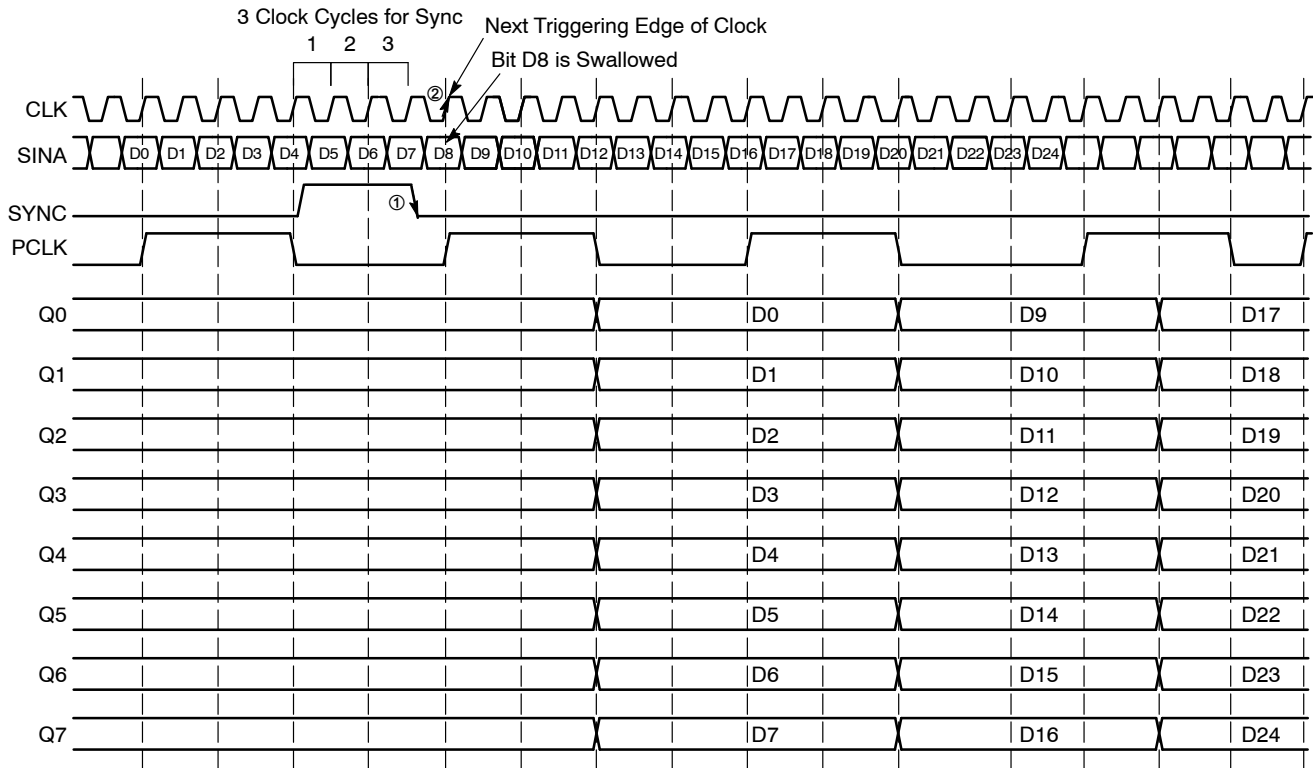 3 Clock Cycles for Sync
1 2 3
Next Triggering Edge of Clock
Bit D8 is Swallowed
②
CLK
SINA D0 D1 D2 D3 D4 D5 D6 D7 D8 D9 D10 D11 D12 D13 D14 D15 D16 D17 D18 D19 D20 D21 D22 D23 D24
SYNC ①
PCLK
Q0 D0 D9 D17
Q1 D1 D10 D18
Q2 D2 D11 D19
Q3 D3 D12 D20
Q4 D4 D13 D21
Q5 D5 D14 D22
Q6 D6 D15 D23
Q7 D7 D16 D24